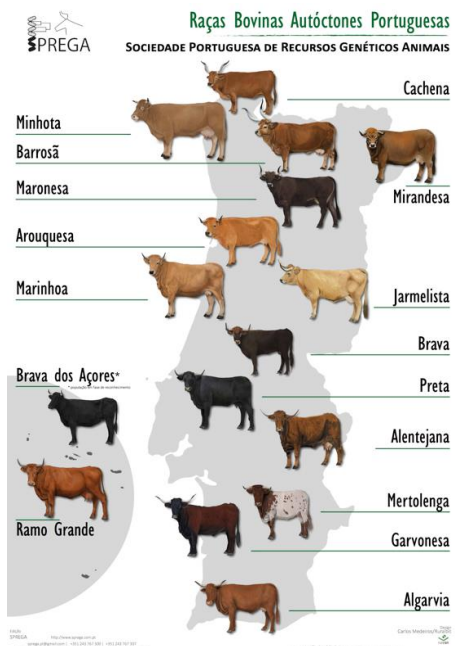 SPREGA
Raças Bovinas Autóctones Portuguesas
SOCIEDADE PORTUGUESA DE RECURSOS GENÉTICOS ANIMAIS
Cachena
Minhota
Barrosã
Mirandesa
Maronesa
Arouquesa
Marinhoa
Jarmelista
Brava
Brava dos Açores*
Preta
Alentejana
Mertolenga
Ramo Grande
Garvonesa
Algarvia
SPREGA